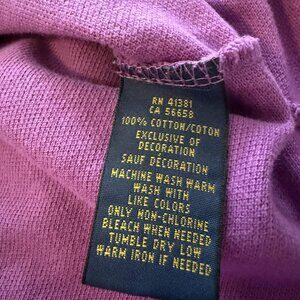 RN 41381
CA 56658
100% COTTON/COTON
EXCLUSIVE OF
DECORATION
SAUF DÉCORATION
MACHINE WASH WARM
WASH WITH
LIKE COLORS
ONLY NON-CHLORINE
BLEACH WHEN NEEDED
TUMBLE DRY LOW
WARM IRON IF NEEDED